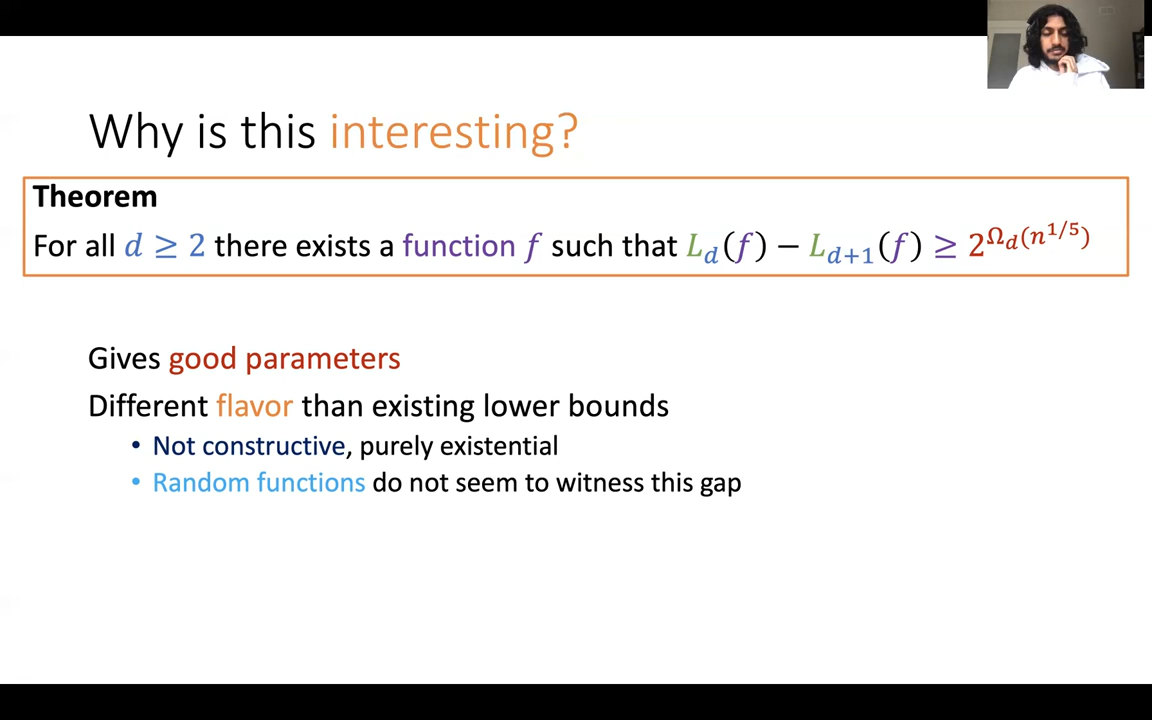 Why is this interesting?
Theorem
For all d ≥ 2 there exists a function f such that L_d(f) − L_{d+1}(f) ≥ 2^{Ω_d(n^{1/5})}
Gives good parameters
Different flavor than existing lower bounds
• Not constructive, purely existential
• Random functions do not seem to witness this gap